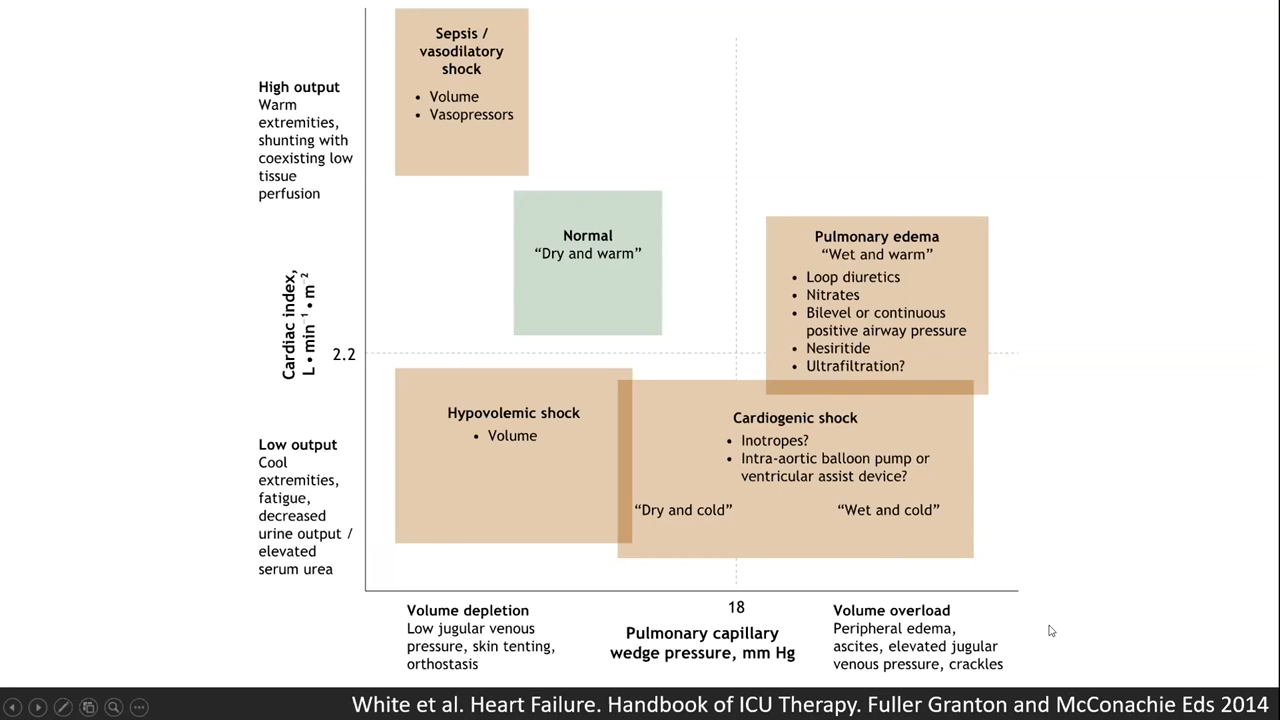 Sepsis /
vasodilatory
shock
• Volume
• Vasopressors
High output
Warm
extremities,
shunting with
coexisting low
tissue
perfusion
Normal
“Dry and warm”
Pulmonary edema
“Wet and warm”
• Loop diuretics
• Nitrates
• Bilevel or continuous
positive airway pressure
• Nesiritide
• Ultrafiltration?
Cardiac index,
L • min⁻¹ • m⁻²
2.2
Hypovolemic shock
• Volume
Cardiogenic shock
• Inotropes?
• Intra-aortic balloon pump or
ventricular assist device?
“Dry and cold”
“Wet and cold”
Low output
Cool
extremities,
fatigue,
decreased
urine output /
elevated
serum urea
Volume depletion
Low jugular venous
pressure, skin tenting,
orthostasis
18
Pulmonary capillary
wedge pressure, mm Hg
Volume overload
Peripheral edema,
ascites, elevated jugular
venous pressure, crackles
White et al. Heart Failure. Handbook of ICU Therapy. Fuller Granton and McConachie Eds 2014